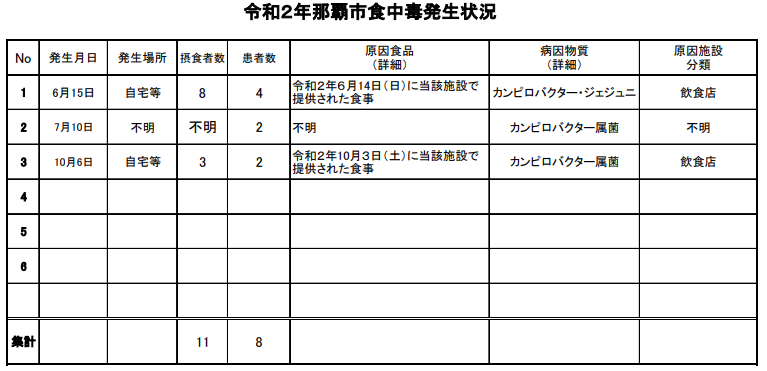 令和2年那覇市食中毒発生状況
No 発生月日 発生場所 摂食者数 患者数 原因食品 (詳細) 病因物質 (詳細) 原因施設 分類
1 6月15日 自宅等 8 4 令和2年6月14日(日)に当該施設で 提供された食事 カンピロバクター・ジェジュニ 飲食店
2 7月10日 不明 不明 2 不明 カンピロバクター属菌 不明
3 10月6日 自宅等 3 2 令和2年10月3日(土)に当該施設で 提供された食事 カンピロバクター属菌 飲食店
4
5
6
集計 11 8